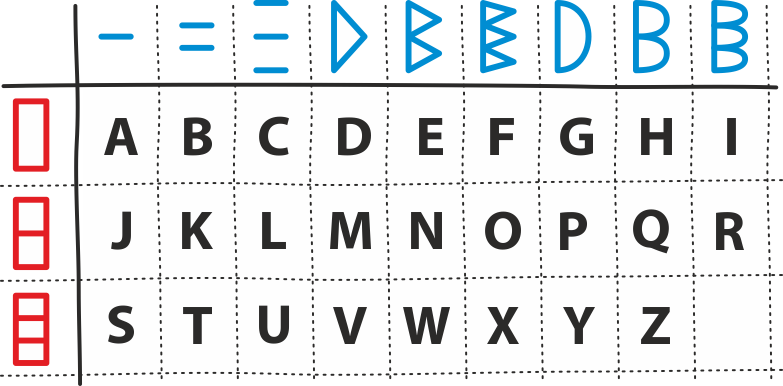 A B C D E F G H I
J K L M N O P Q R
S T U V W X Y Z